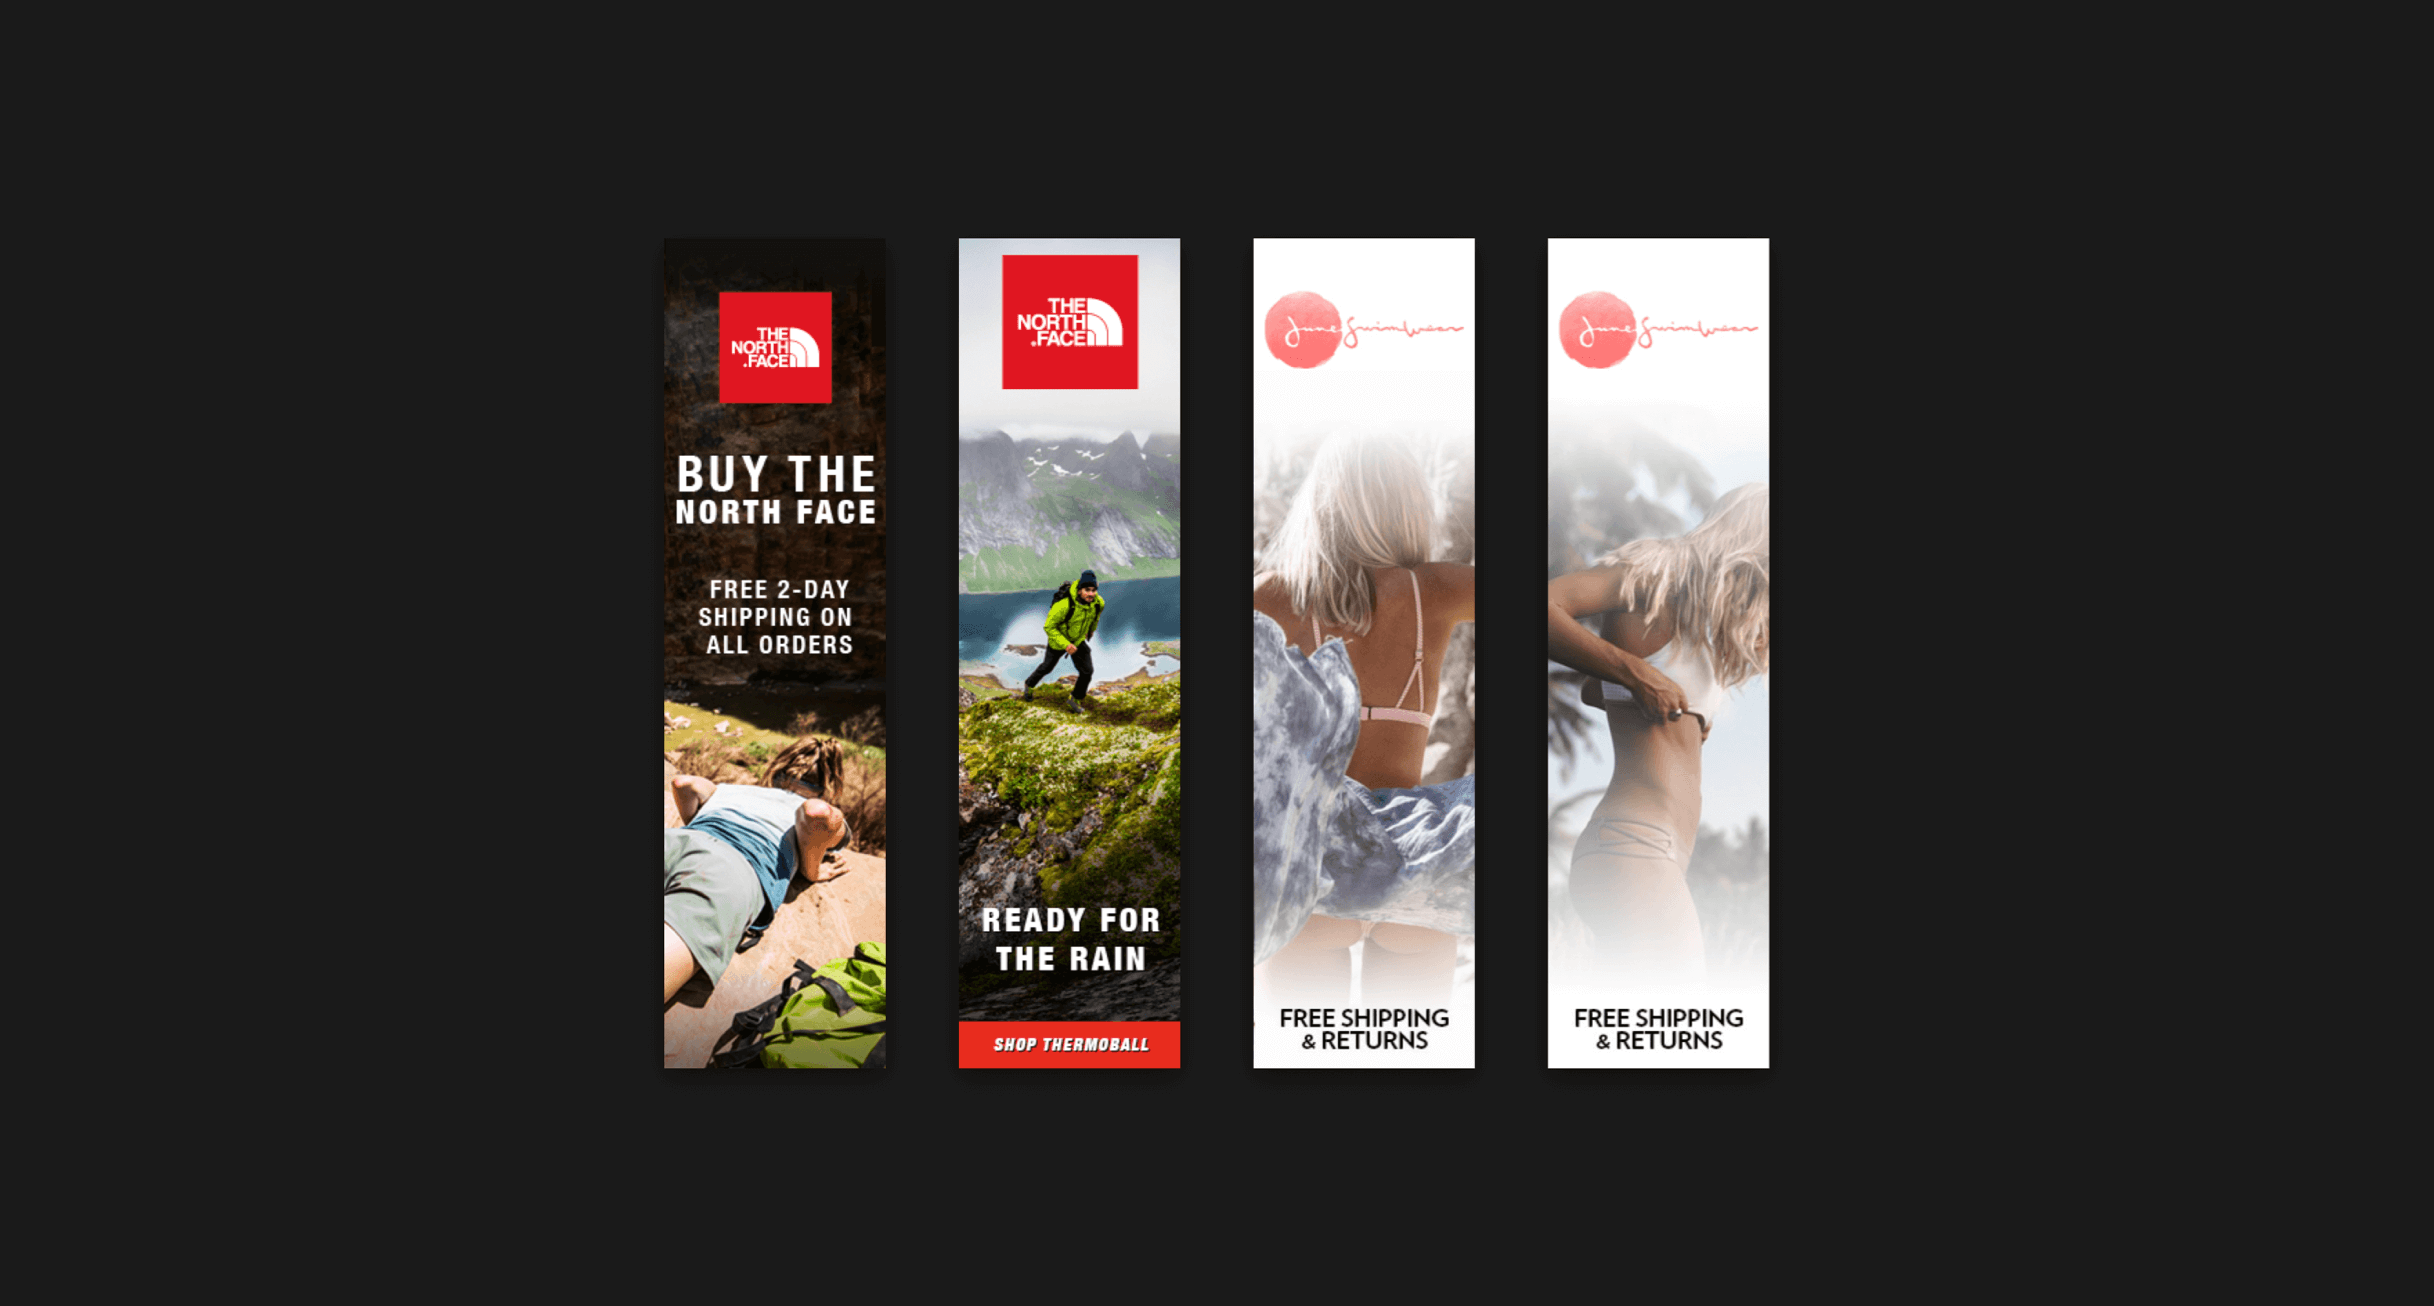 THE
NORTH
FACE
BUY THE
NORTH FACE
FREE 2-DAY
SHIPPING ON
ALL ORDERS
THE
NORTH
FACE
READY FOR
THE RAIN
SHOP THERMOBALL
June Swimwear
FREE SHIPPING
& RETURNS
June Swimwear
FREE SHIPPING
& RETURNS